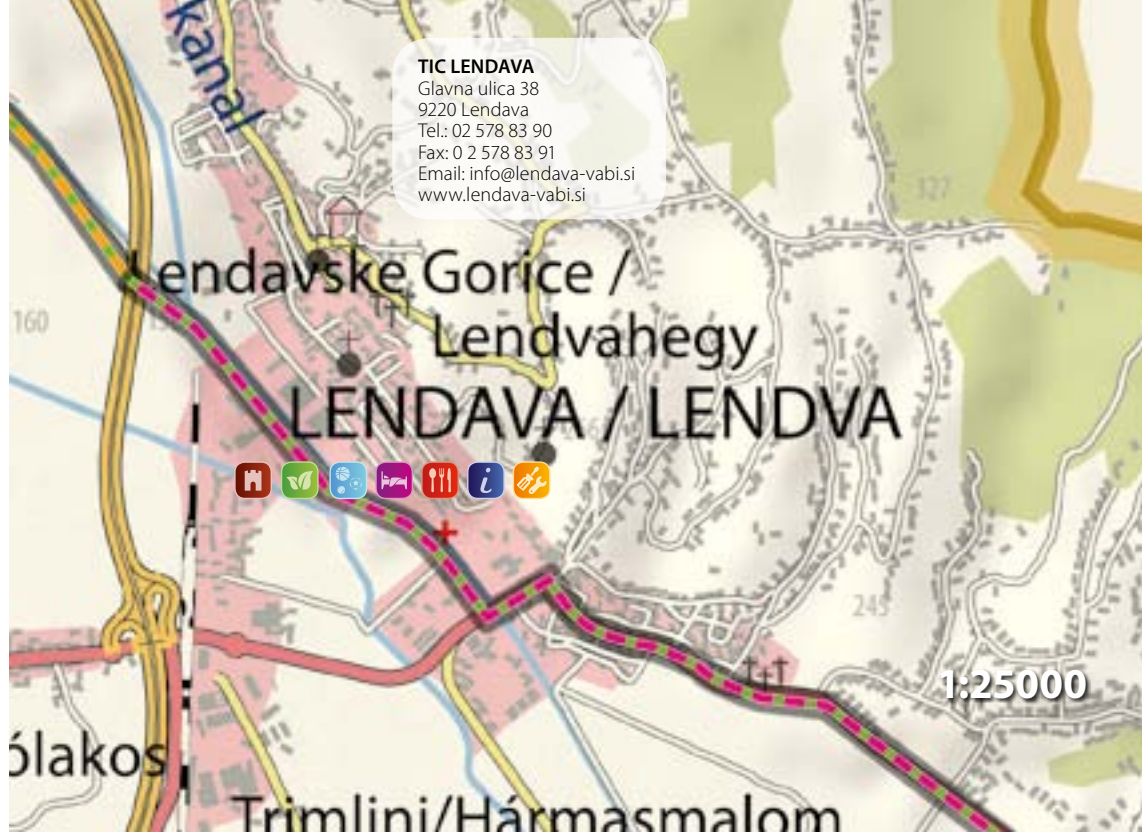 kanal
TIC LENDAVA
Glavna ulica 38
9220 Lendava
Tel.: 02 578 83 90
Fax: 0 2 578 83 91
Email: info@lendava-vabi.si
www.lendava-vabi.si
127
Lendavske Gorice /
160
Lendvahegy
LENDAVA / LENDVA
i
245
1:25000
ólakos
Trimlini/Hármasmalom